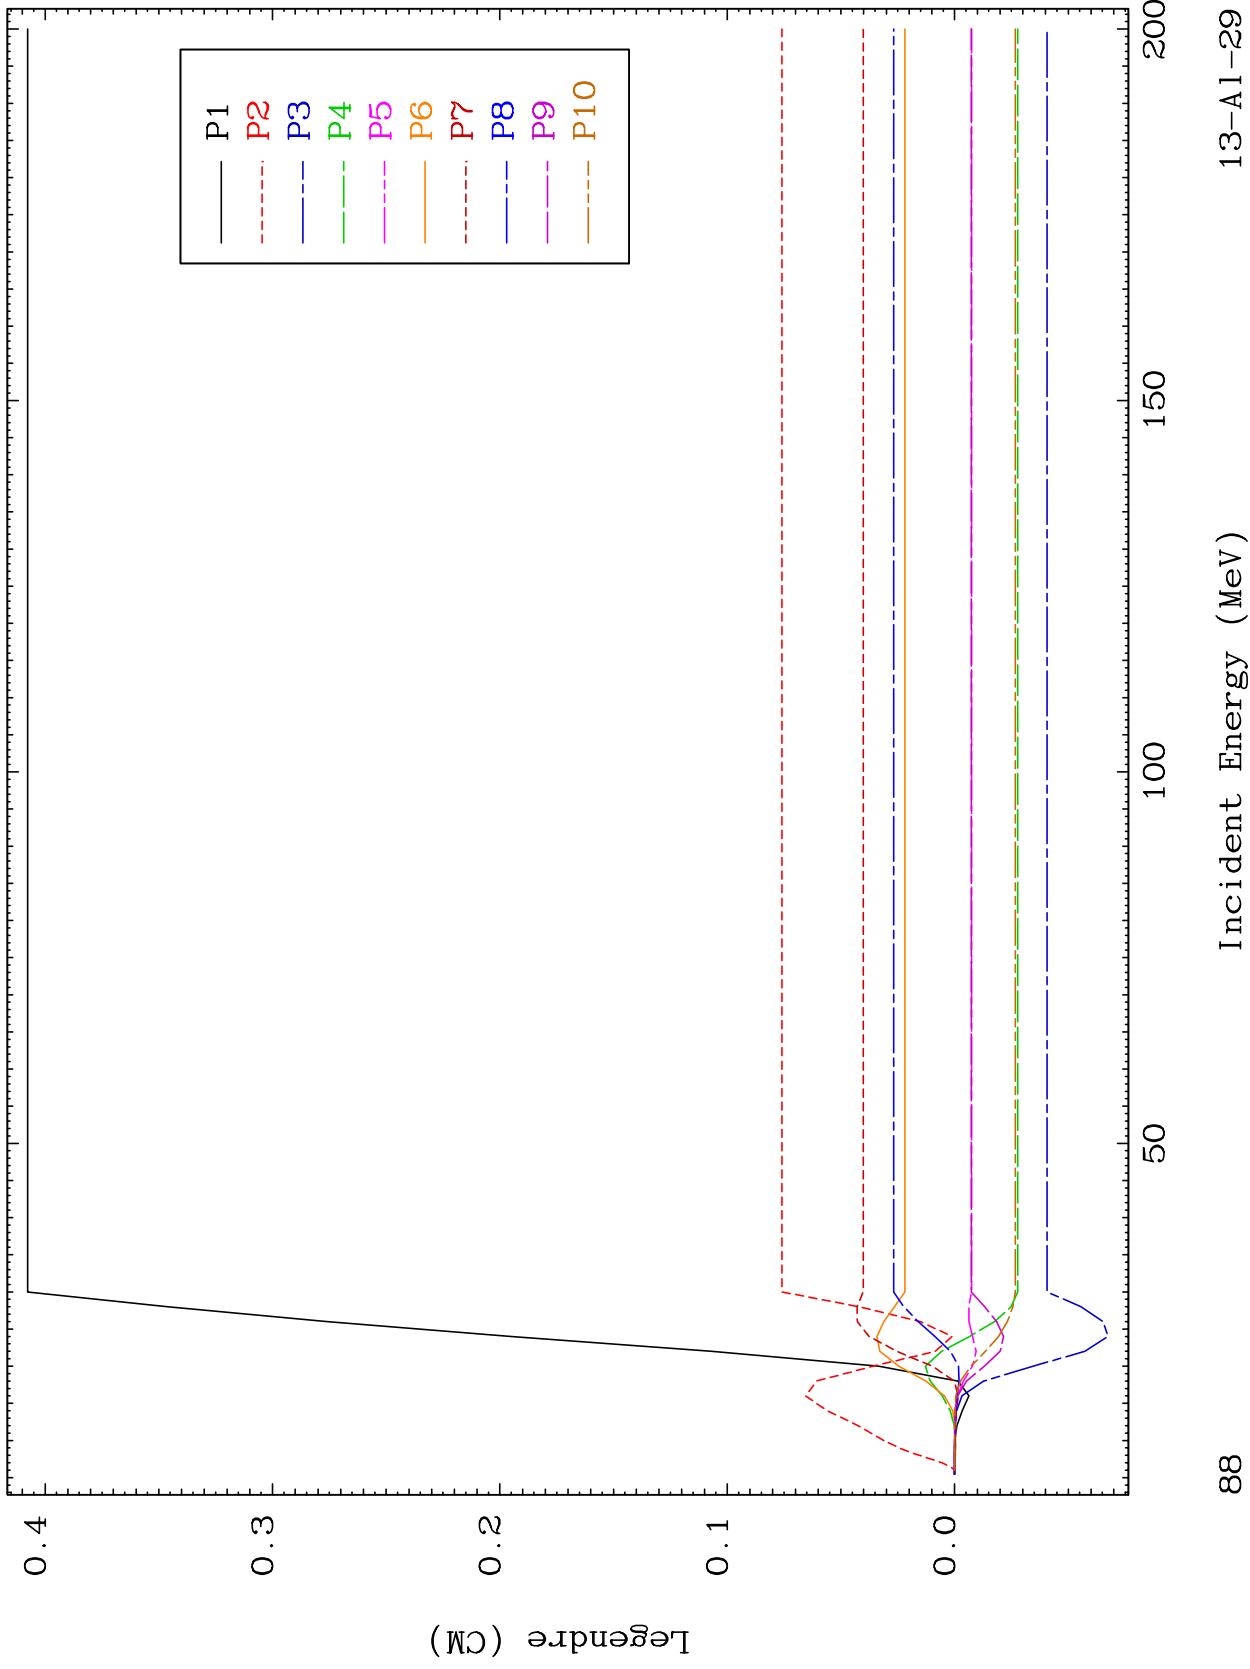 Legendre (CM)
0.4
0.3
0.2
0.1
0.0
P1
P2
P3
P4
P5
P6
P7
P8
P9
P10
50
100
150
200
Incident Energy (MeV)
88
13-Al-29